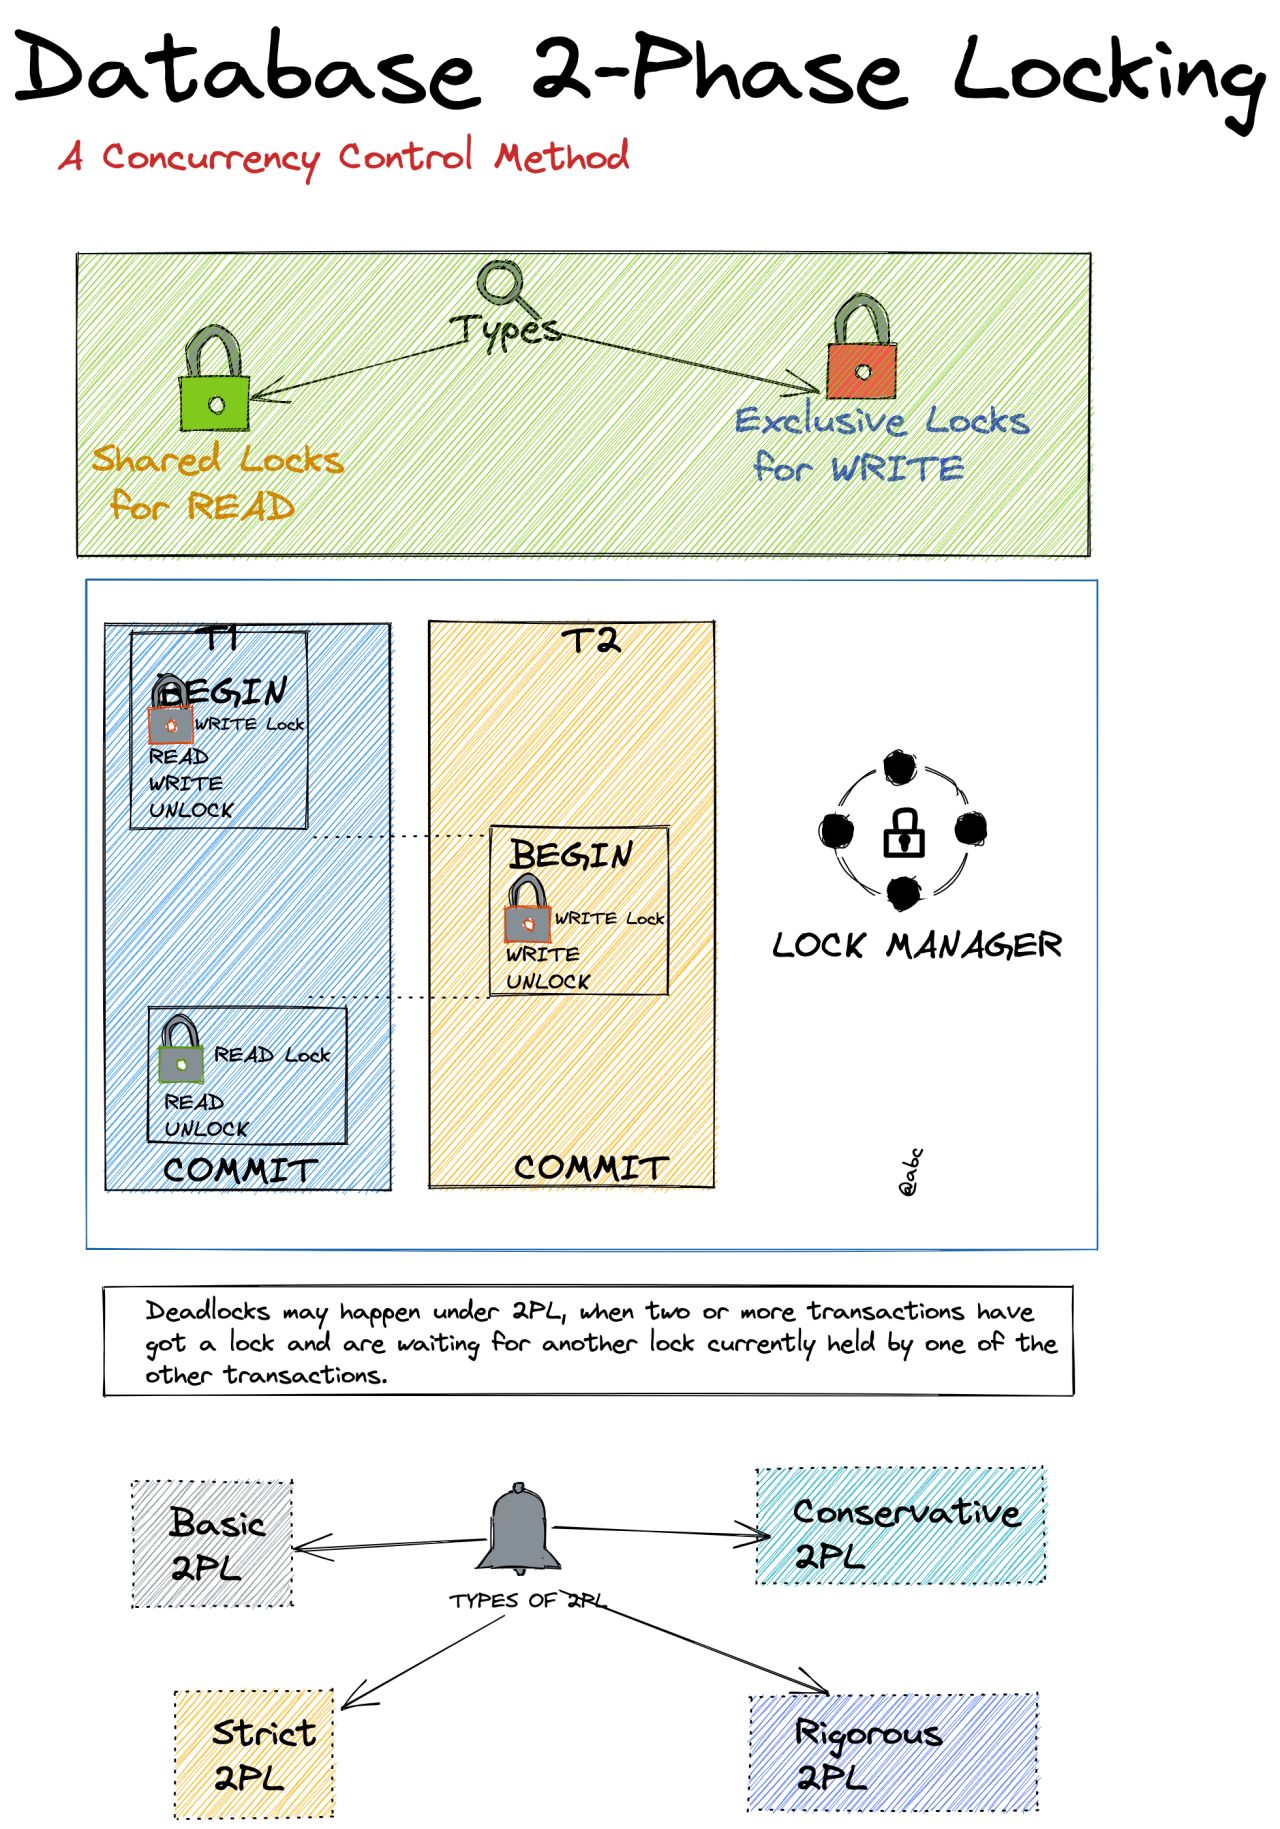 Database 2-Phase Locking
A Concurrency Control Method
Types
Shared Locks
for READ
Exclusive Locks
for WRITE
T1
BEGIN
WRITE Lock
READ
WRITE
UNLOCK
READ Lock
READ
UNLOCK
COMMIT
T2
BEGIN
WRITE Lock
WRITE
UNLOCK
COMMIT
LOCK MANAGER
@abc
Deadlocks may happen under 2PL, when two or more transactions have
got a lock and are waiting for another lock currently held by one of the
other transactions.
Basic
2PL
Conservative
2PL
TYPES OF 2PL
Strict
2PL
Rigorous
2PL